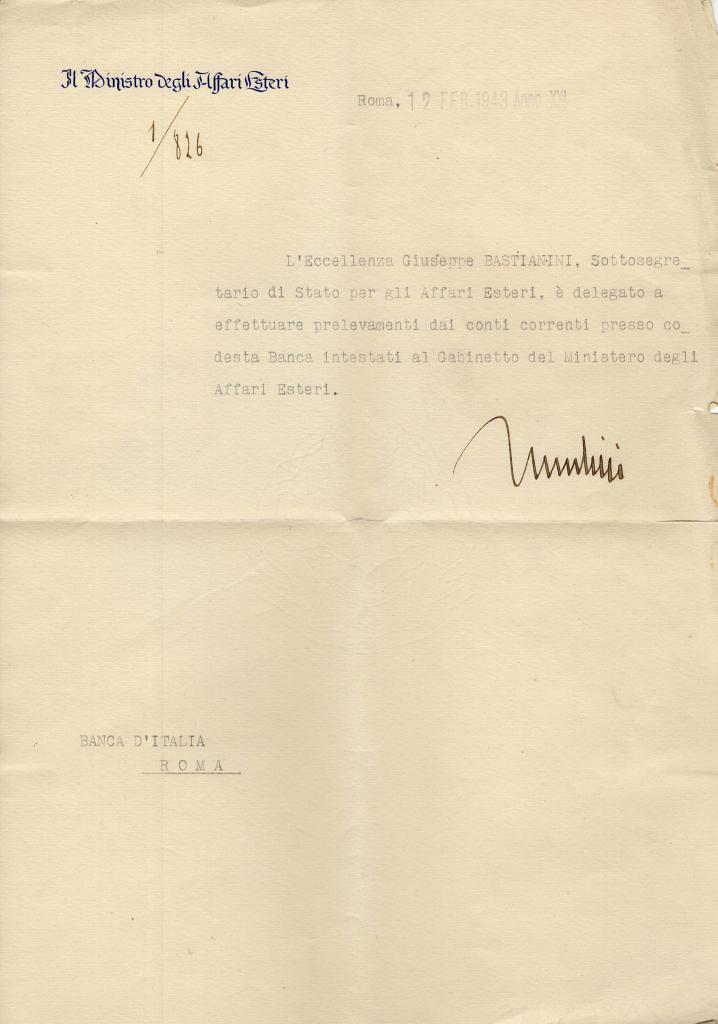 Il Ministro degli Affari Esteri
Roma, 12 FEB. 1943 Anno XXI
1/826
L'Eccellenza Giuseppe BASTIANINI, Sottosegre_
tario di Stato per gli Affari Esteri, è delegato a
effettuare prelevamenti dai conti correnti presso co_
desta Banca intestati al Gabinetto del Ministero degli
Affari Esteri.
BANCA D'ITALIA
ROMA